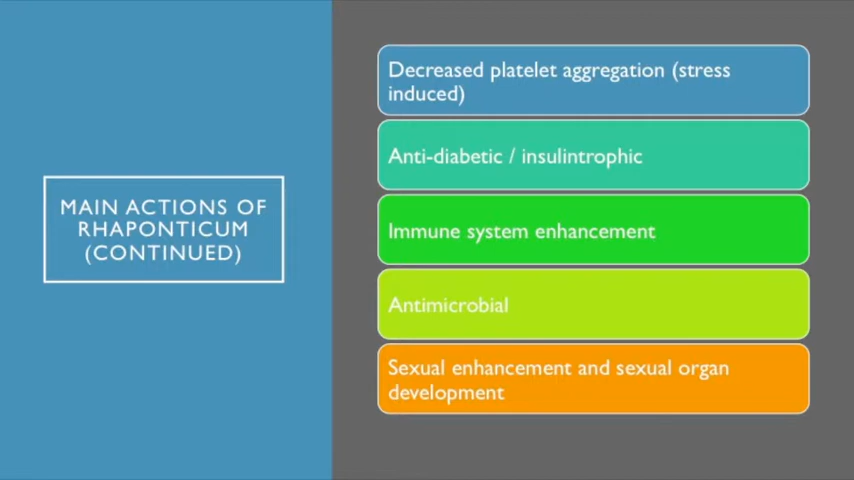 MAIN ACTIONS OF
RHAPONTICUM
(CONTINUED)
Decreased platelet aggregation (stress
induced)
Anti-diabetic / insulintrophic
Immune system enhancement
Antimicrobial
Sexual enhancement and sexual organ
development